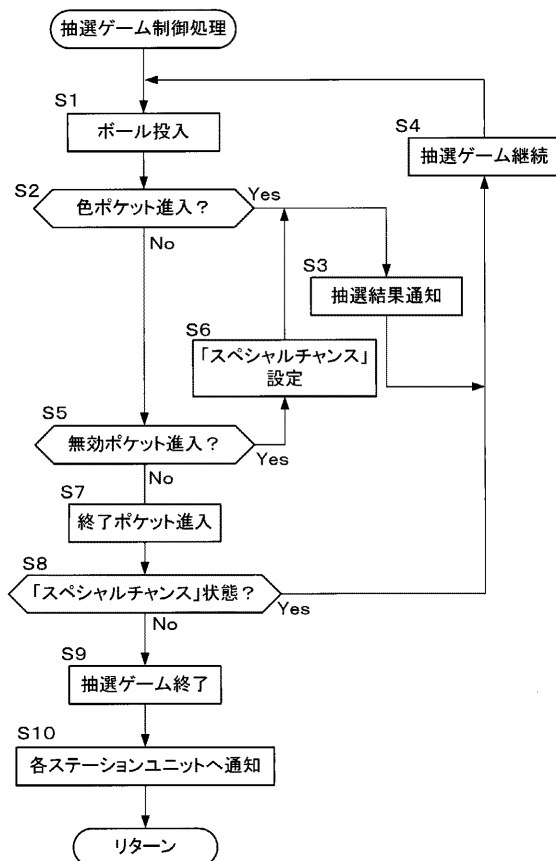 抽選ゲーム制御処理
S1
ボール投入
S4
抽選ゲーム継続
S2
色ポケット進入？
Yes
No
S3
抽選結果通知
S6
「スペシャルチャンス」
設定
S5
無効ポケット進入？
Yes
No
S7
終了ポケット進入
S8
「スペシャルチャンス」状態？
Yes
No
S9
抽選ゲーム終了
S10
各ステーションユニットへ通知
リターン